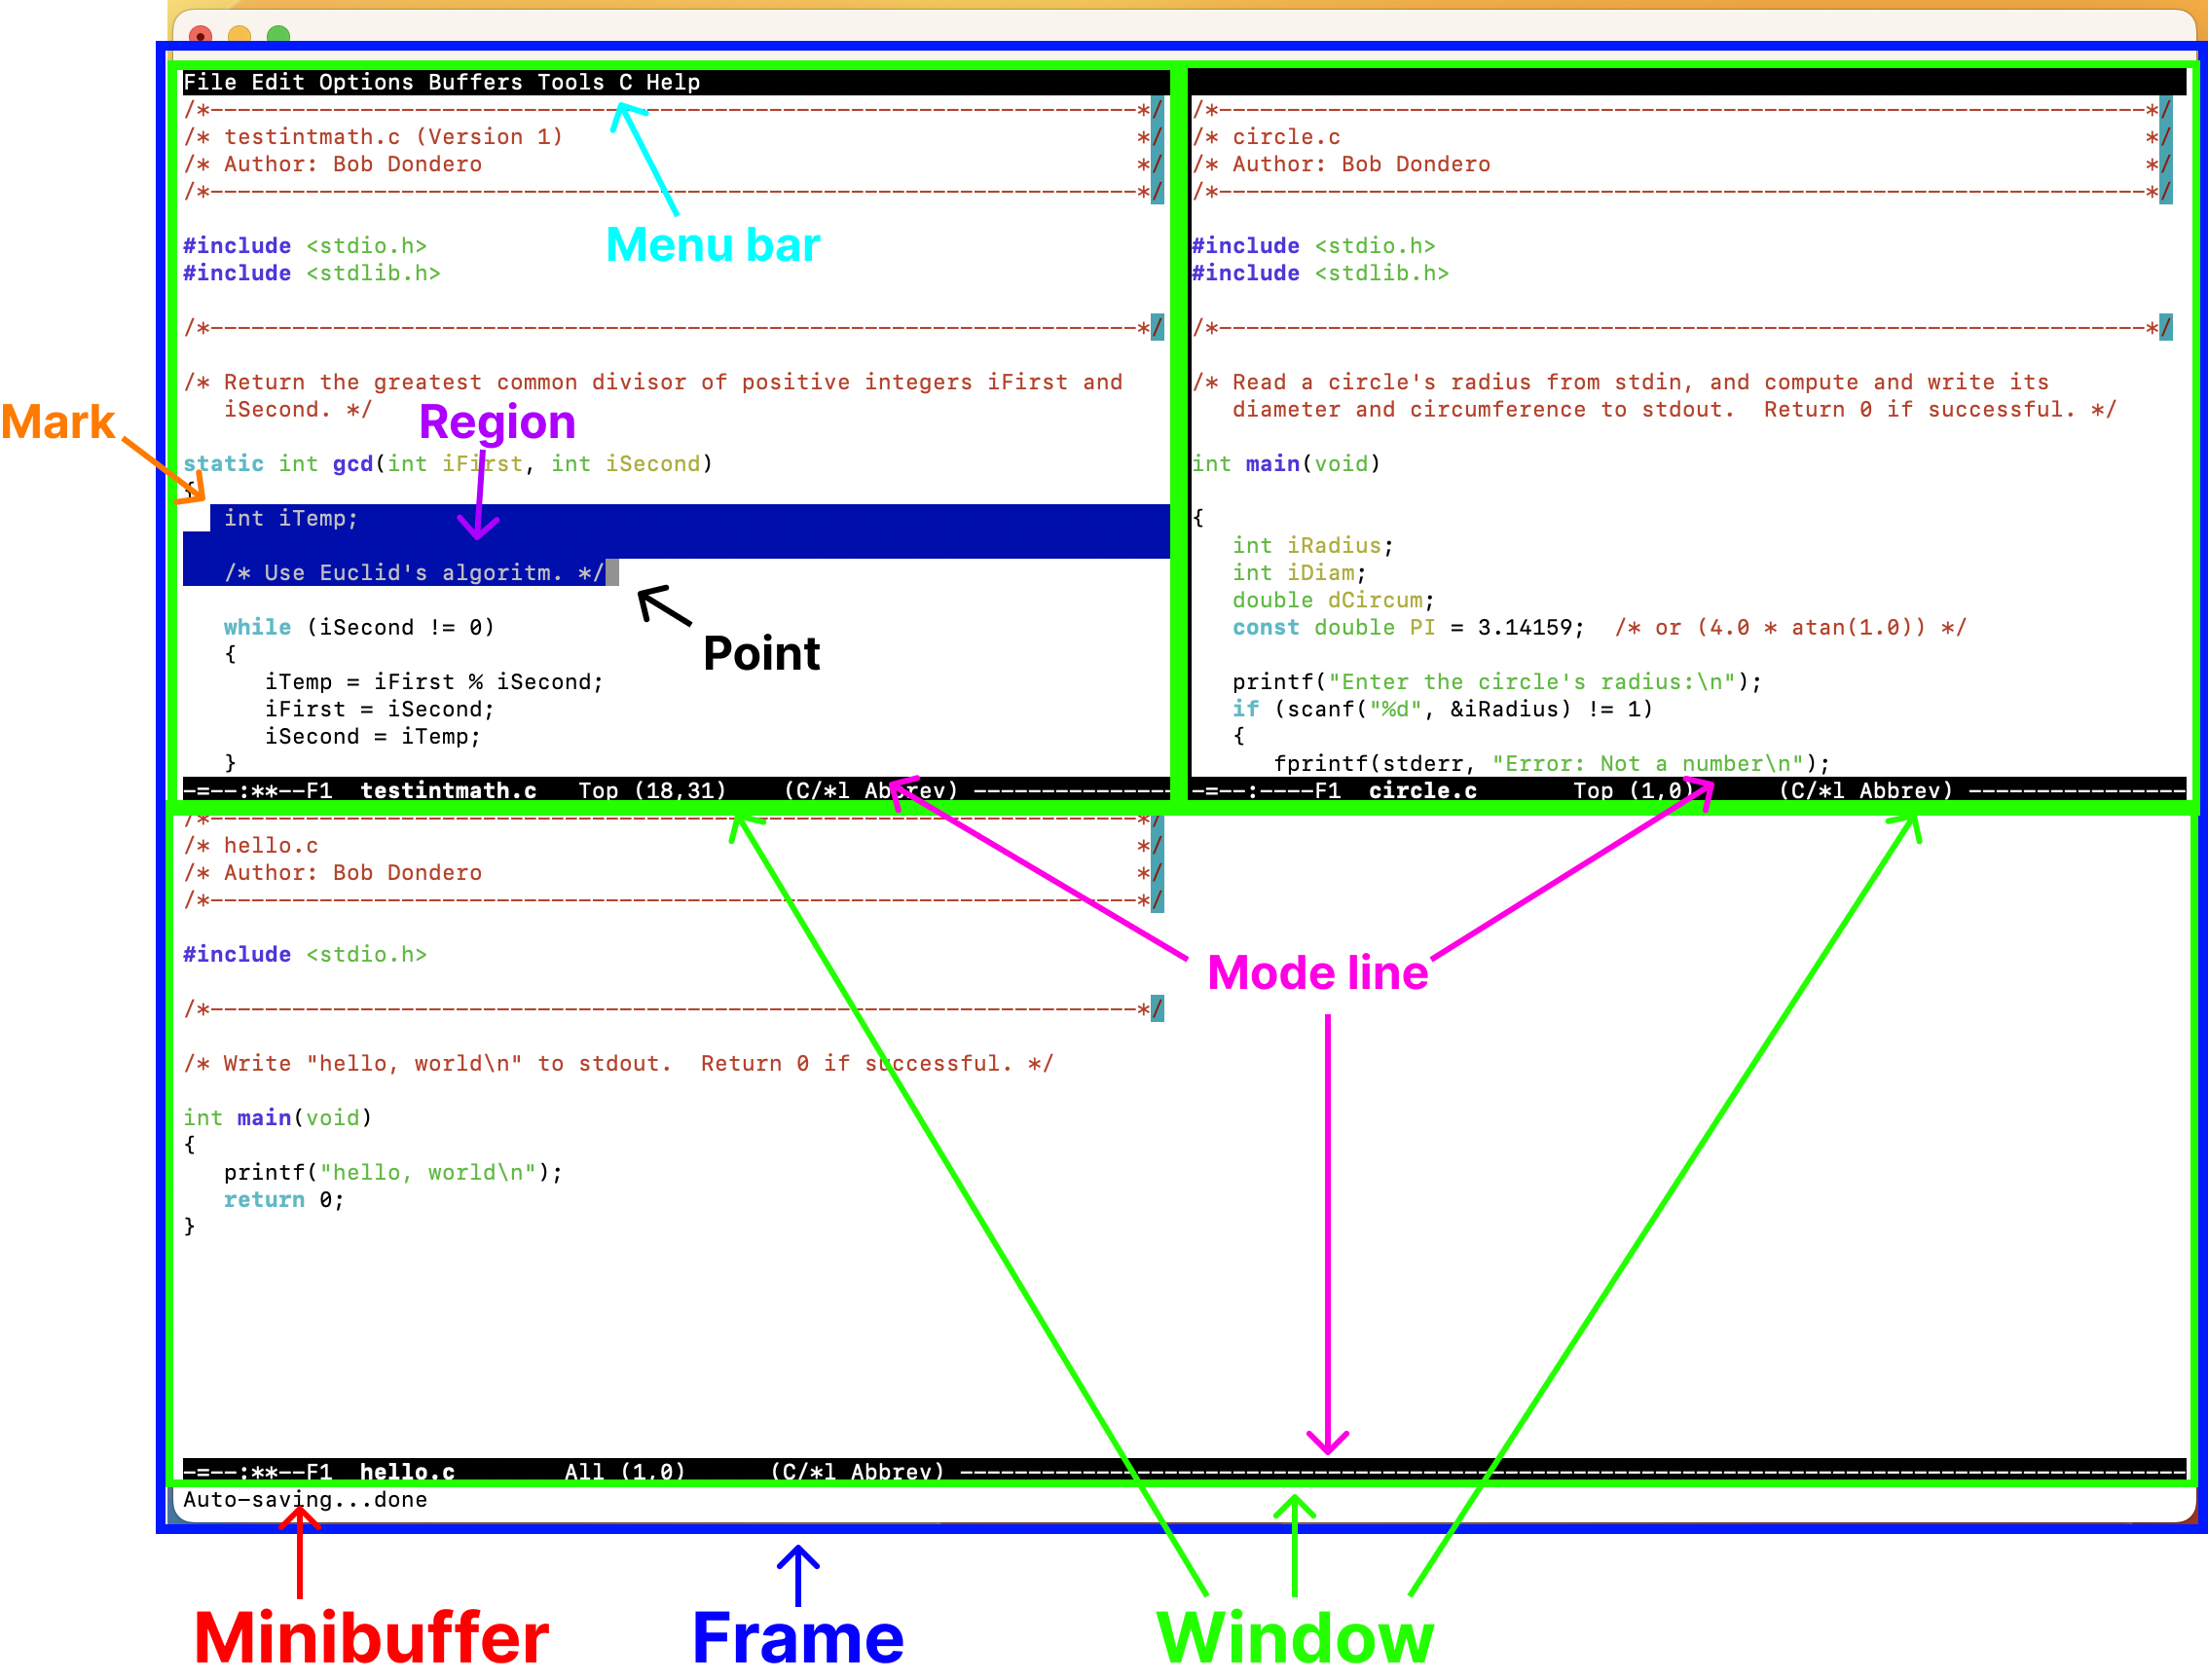 File Edit Options Buffers Tools C Help
/*--------------------------------------------------------------------*/
/* testintmath.c (Version 1)                                          */
/* Author: Bob Dondero                                                */
/*--------------------------------------------------------------------*/
Menu bar
#include <stdio.h>
#include <stdlib.h>
/*--------------------------------------------------------------------*/
/* Return the greatest common divisor of positive integers iFirst and
   iSecond. */
Mark
Region
static int gcd(int iFirst, int iSecond)
{
   int iTemp;
   /* Use Euclid's algoritm. */
Point
   while (iSecond != 0)
   {
      iTemp = iFirst % iSecond;
      iFirst = iSecond;
      iSecond = iTemp;
   }
-=--:**--F1  testintmath.c   Top (18,31)    (C/*l Abbrev) ---------------
/*--------------------------------------------------------------------*/
/* circle.c                                                           */
/* Author: Bob Dondero                                                */
/*--------------------------------------------------------------------*/
#include <stdio.h>
#include <stdlib.h>
/*--------------------------------------------------------------------*/
/* Read a circle's radius from stdin, and compute and write its
   diameter and circumference to stdout.  Return 0 if successful. */
int main(void)
{
   int iRadius;
   int iDiam;
   double dCircum;
   const double PI = 3.14159;  /* or (4.0 * atan(1.0)) */
   printf("Enter the circle's radius:\n");
   if (scanf("%d", &iRadius) != 1)
   {
      fprintf(stderr, "Error: Not a number\n");
-=--:----F1  circle.c       Top (1,0)      (C/*l Abbrev) ----------------
/*--------------------------------------------------------------------*/
/* hello.c                                                            */
/* Author: Bob Dondero                                                */
/*--------------------------------------------------------------------*/
#include <stdio.h>
Mode line
/*--------------------------------------------------------------------*/
/* Write "hello, world\n" to stdout.  Return 0 if successful. */
int main(void)
{
   printf("hello, world\n");
   return 0;
}
-=--:**--F1  hello.c        All (1,0)      (C/*l Abbrev) ------------------------------------------------------------------------------------------
Auto-saving...done
Minibuffer
Frame
Window